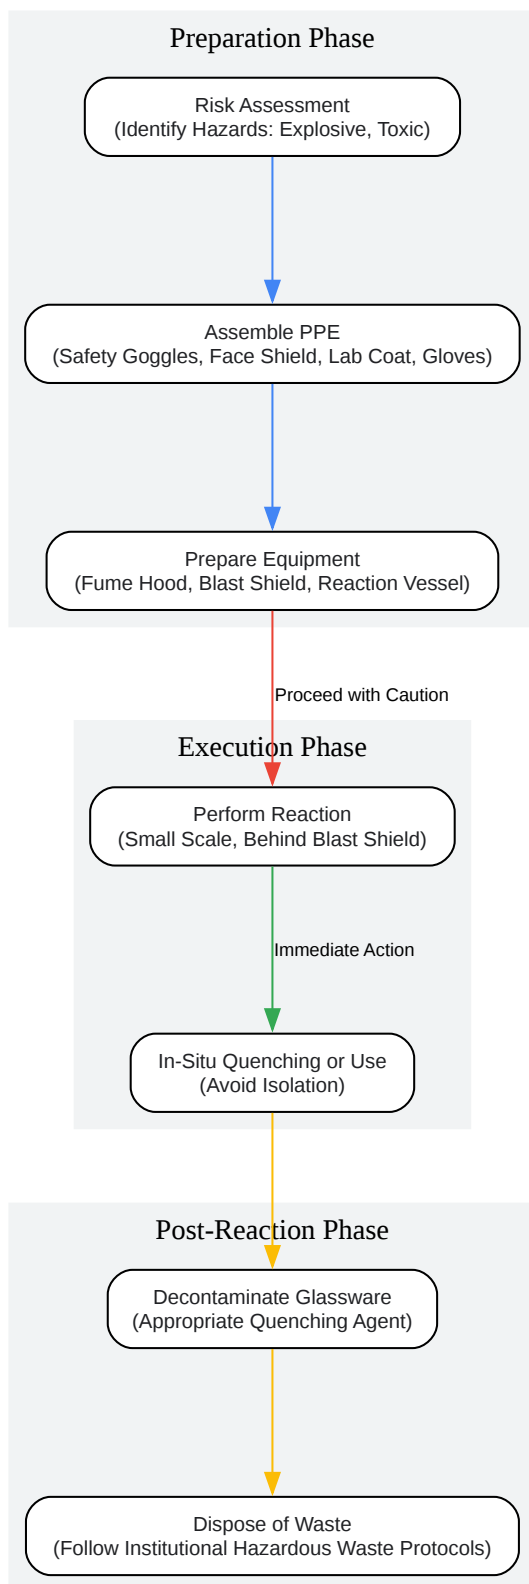 Preparation Phase
Risk Assessment
(Identify Hazards: Explosive, Toxic)
Assemble PPE
(Safety Goggles, Face Shield, Lab Coat, Gloves)
Prepare Equipment
(Fume Hood, Blast Shield, Reaction Vessel)
Proceed with Caution
Execution Phase
Perform Reaction
(Small Scale, Behind Blast Shield)
Immediate Action
In-Situ Quenching or Use
(Avoid Isolation)
Post-Reaction Phase
Decontaminate Glassware
(Appropriate Quenching Agent)
Dispose of Waste
(Follow Institutional Hazardous Waste Protocols)